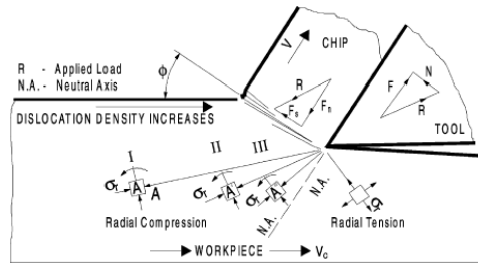 R - Applied Load
N.A. - Neutral Axis
ϕ
V
CHIP
R
Fs
Fn
F
N
R
TOOL
DISLOCATION DENSITY INCREASES
I
II
III
σr
A
A
σr
A
σr
A
N.A.
N.A.
Radial Compression
Radial Tension
WORKPIECE
Vc